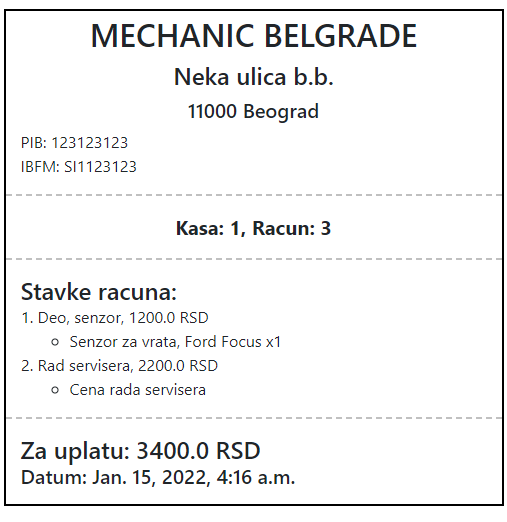 MECHANIC BELGRADE
Neka ulica b.b.
11000 Beograd
PIB: 123123123
IBFM: SI1123123
Kasa: 1, Racun: 3
Stavke racuna:
1. Deo, senzor, 1200.0 RSD
Senzor za vrata, Ford Focus x1
2. Rad servisera, 2200.0 RSD
Cena rada servisera
Za uplatu: 3400.0 RSD
Datum: Jan. 15, 2022, 4:16 a.m.